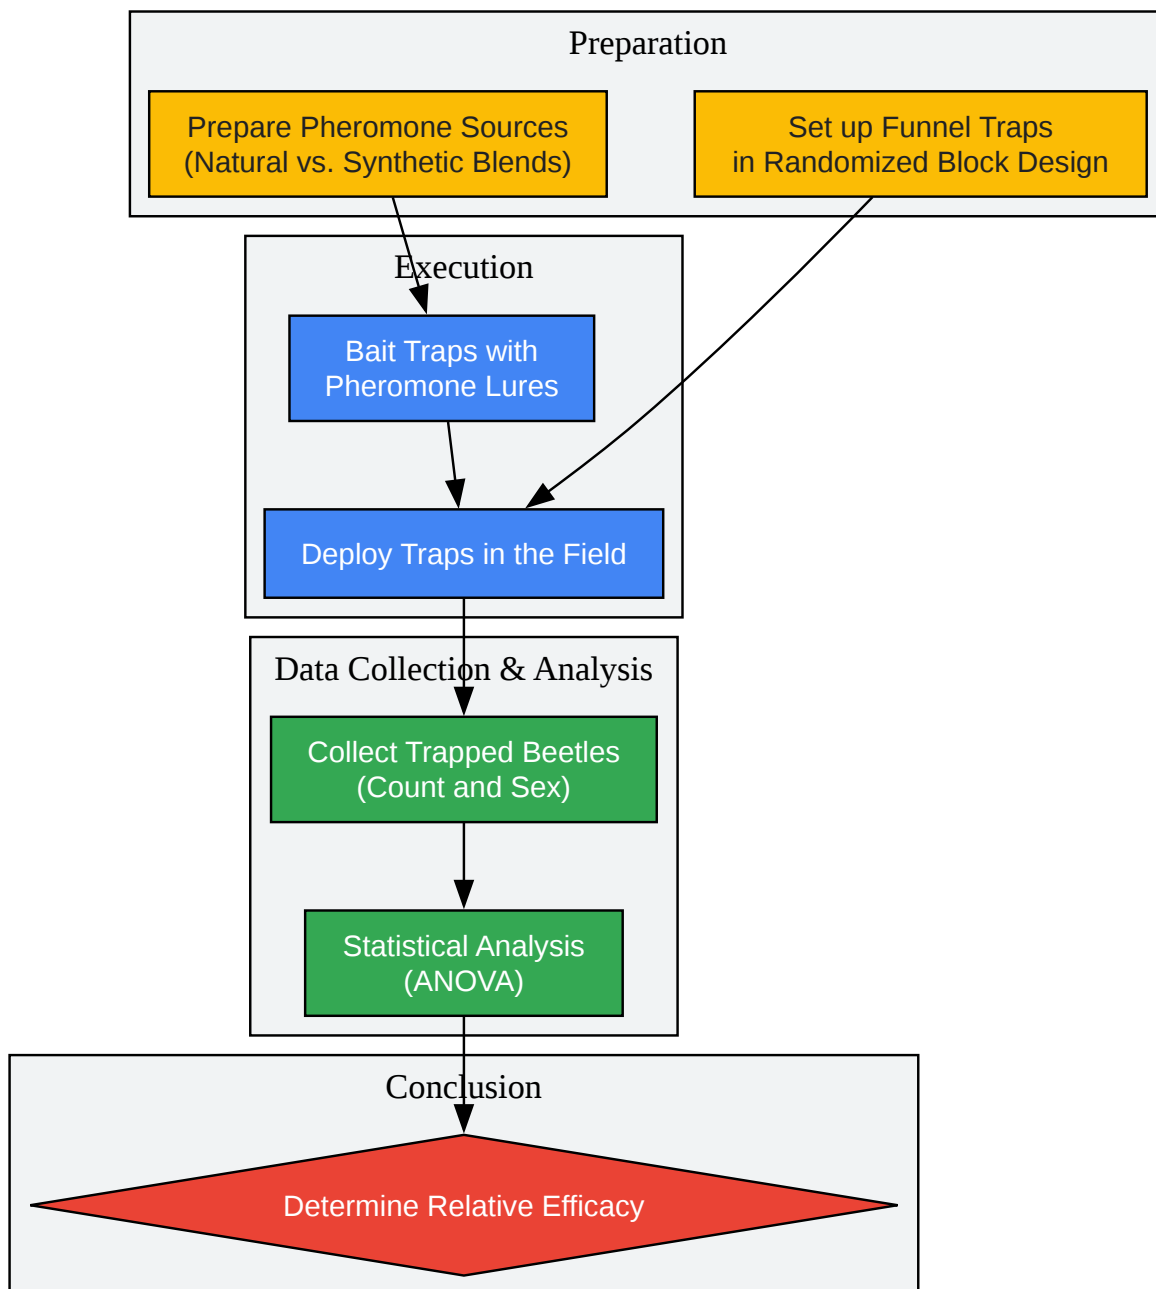 Preparation
Prepare Pheromone Sources
(Natural vs. Synthetic Blends)
Set up Funnel Traps
in Randomized Block Design
Execution
Bait Traps with
Pheromone Lures
Deploy Traps in the Field
Data Collection & Analysis
Collect Trapped Beetles
(Count and Sex)
Statistical Analysis
(ANOVA)
Conclusion
Determine Relative Efficacy